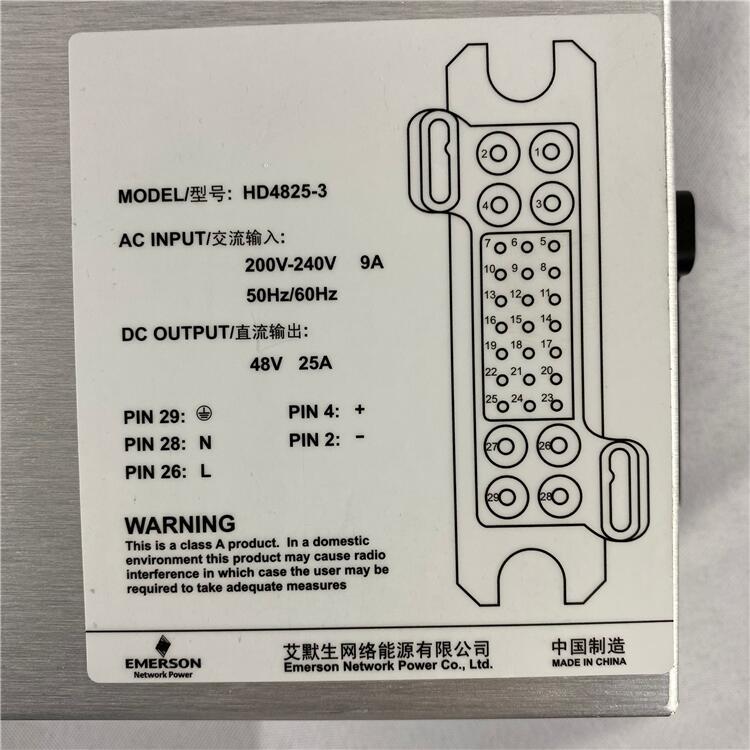 MODEL/型号: HD4825-3
AC INPUT/交流输入:
200V-240V 9A
50Hz/60Hz
DC OUTPUT/直流输出:
48V 25A
PIN 29: ⏚ PIN 4: +
PIN 28: N PIN 2: -
PIN 26: L
WARNING
This is a class A product. In a domestic
environment this product may cause radio
interference in which case the user may be
required to take adequate measures
2 1
4 3
7 6 5
10 9 8
13 12 11
16 15 14
19 18 17
22 21 20
25 24 23
27 26
29 28
EMERSON
Network Power
艾默生网络能源有限公司
Emerson Network Power Co., Ltd.
中国制造
MADE IN CHINA